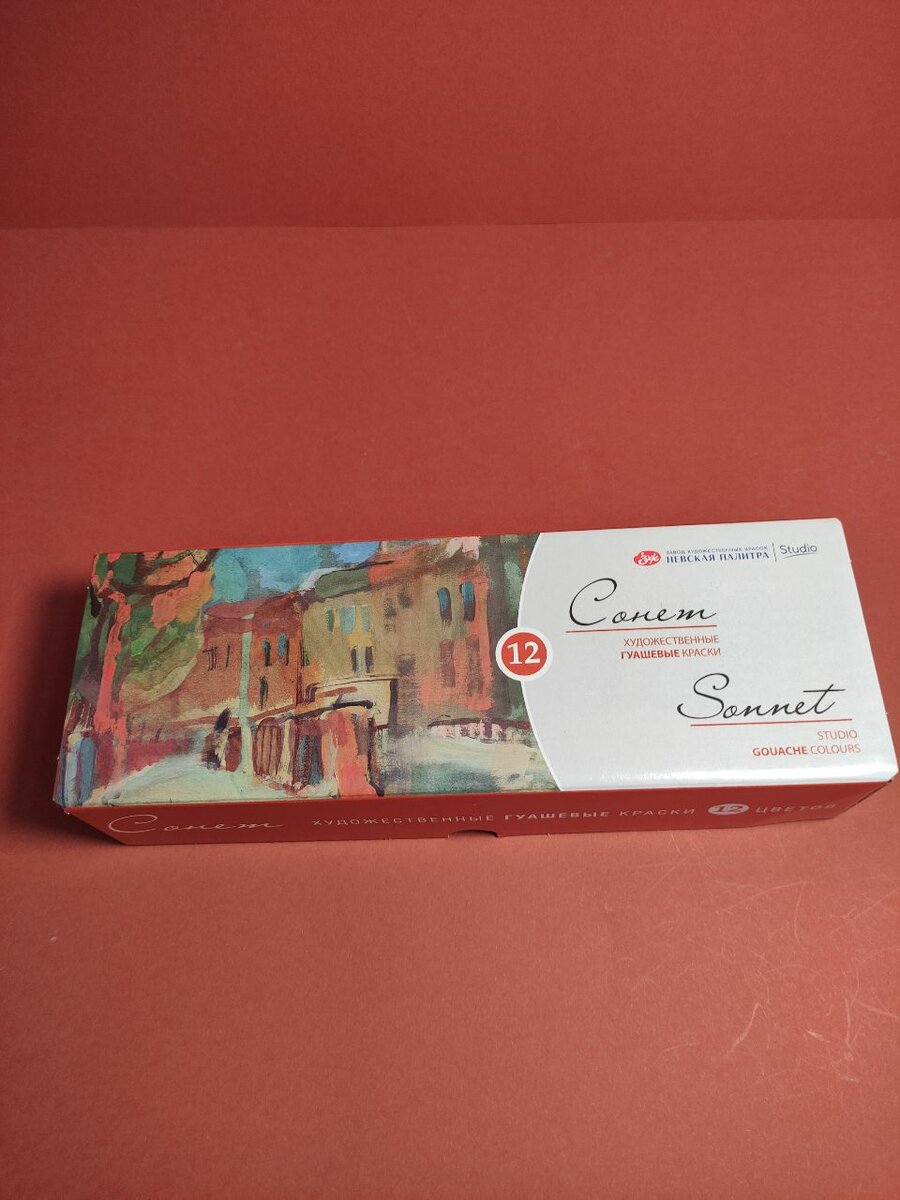 ЗАВОД ХУДОЖЕСТВЕННЫХ КРАСОК
НЕВСКАЯ ПАЛИТРА | Studio
Сонет
ХУДОЖЕСТВЕННЫЕ
ГУАШЕВЫЕ КРАСКИ
12
Sonnet
STUDIO
GOUACHE COLOURS
Сонет ХУДОЖЕСТВЕННЫЕ ГУАШЕВЫЕ КРАСКИ 12 ЦВЕТОВ